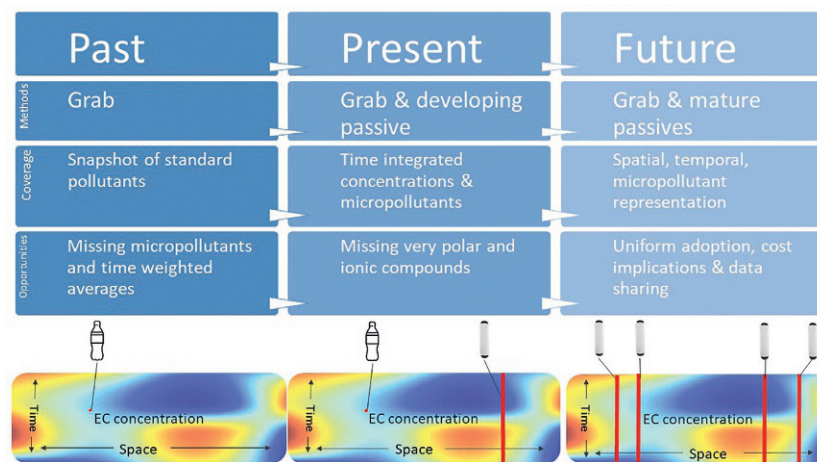 Past
Present
Future
Methods
Grab
Grab & developing
passive
Grab & mature
passives
Coverage
Snapshot of standard
pollutants
Time integrated
concentrations &
micropollutants
Spatial, temporal,
micropollutant
representation
Opportunities
Missing micropollutants
and time weighted
averages
Missing very polar and
ionic compounds
Uniform adoption, cost
implications & data
sharing
Time
EC concentration
Space
Time
EC concentration
Space
Time
EC concentration
Space